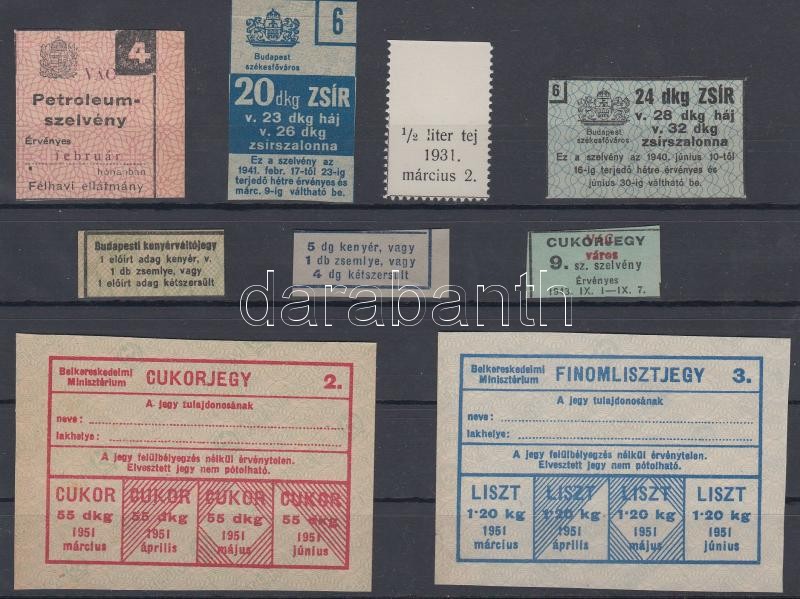 4
VÁC
Petroleum-
szelvény
Érvényes
február
hónapban
Félhavi ellátmány
6
Budapest
székesfőváros
20 dkg ZSÍR
v. 23 dkg háj
v. 26 dkg
zsírszalonna
Ez a szelvény az
1941. febr. 17-től 23-ig
terjedő hétre érvényes és
márc. 9-ig váltható be.
1/2 liter tej
1931.
március 2.
6
Budapest
székesfőváros
24 dkg ZSÍR
v. 28 dkg háj
v. 32 dkg
zsírszalonna
Ez a szelvény az 1940. június 10-től
16-ig terjedő hétre érvényes és
június 30-ig váltható be.
Budapesti kenyérváltójegy
1 előírt adag kenyér, v.
1 db zsemlye, vagy
1 előírt adag kétszersült
5 dg kenyér, vagy
1 db zsemlye, vagy
4 dg kétszersült
CUKORJEGY
VÁC
város
9. sz. szelvény
Érvényes
IX. 1—IX. 7.
darabanth
Belkereskedelmi
Minisztérium
CUKORJEGY 2.
A jegy tulajdonosának
neve:
lakhelye:
A jegy felülbélyegzés nélkül érvénytelen.
Elvesztett jegy nem pótolható.
CUKOR CUKOR CUKOR CUKOR
55 dkg 55 dkg 55 dkg 55 dkg
1951 1951 1951 1951
március április május június
Belkereskedelmi
Minisztérium
FINOMLISZTJEGY 3.
A jegy tulajdonosának
neve:
lakhelye:
A jegy felülbélyegzés nélkül érvénytelen.
Elvesztett jegy nem pótolható.
LISZT LISZT LISZT LISZT
1·20 kg 1·20 kg 1·20 kg 1·20 kg
1951 1951 1951 1951
március április május június